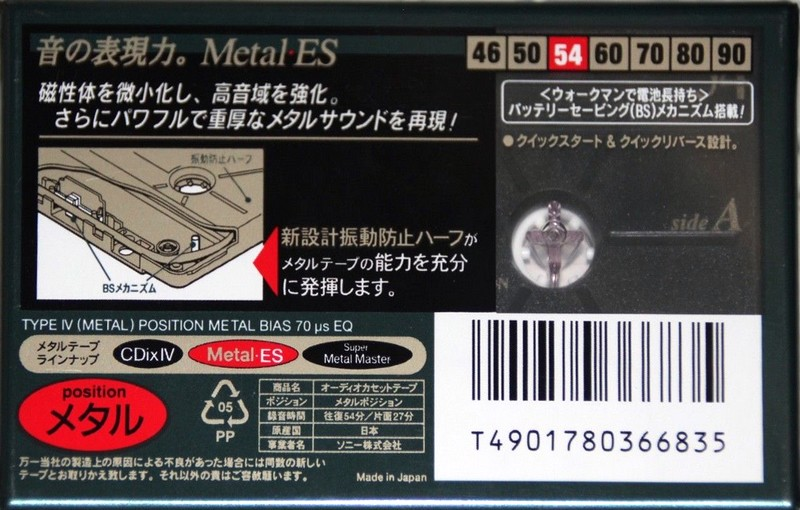 音の表現力。Metal·ES
46 50 54 60 70 80 90
磁性体を微小化し、高音域を強化。
さらにパワフルで重厚なメタルサウンドを再現！
＜ウォークマンで電池長持ち＞
バッテリーセービング(BS)メカニズム搭載！
●クイックスタート＆クイックリバース設計。
振動防止ハーフ
BSメカニズム
新設計振動防止ハーフが
メタルテープの能力を充分
に発揮します。
side A
TYPE IV (METAL) POSITION METAL BIAS 70 µs EQ
メタルテープ
ラインナップ
CDixIV
Metal·ES
Super
Metal Master
position
メタル
05
PP
商品名 オーディオカセットテープ
ポジション メタルポジション
録音時間 往復54分／片面27分
原産国 日本
事業者名 ソニー株式会社
万一当社の製造上の原因による不良があった場合には同数の新しい
テープとお取りかえ致します。それ以外の責はご容赦願います。
Made in Japan
T4901780366835